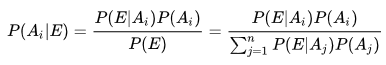 P(A_i|E) = \frac{P(E|A_i)P(A_i)}{P(E)} = \frac{P(E|A_i)P(A_i)}{\sum_{j=1}^{n} P(E|A_j)P(A_j)}